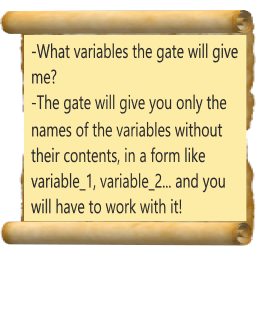 -What variables the gate will give
me?
-The gate will give you only the
names of the variables without
their contents, in a form like
variable_1, variable_2... and you
will have to work with it!